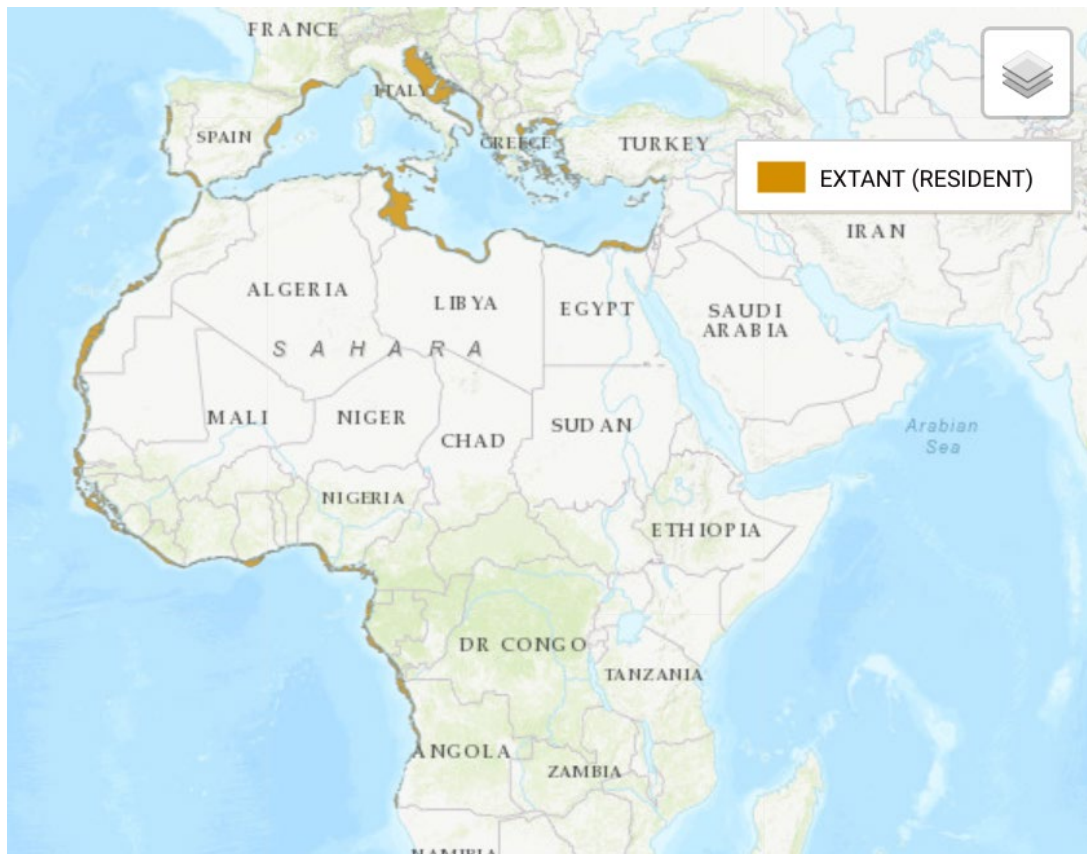 FRANCE
ITALY
SPAIN
GREECE
TURKEY
EXTANT (RESIDENT)
IRAN
ALGERIA
LIBYA
EGYPT
SAUDI
ARABIA
SAHARA
MALI
NIGER
CHAD
SUDAN
Arabian
Sea
NIGERIA
ETHIOPIA
DR CONGO
TANZANIA
ANGOLA
ZAMBIA
NAMIBIA